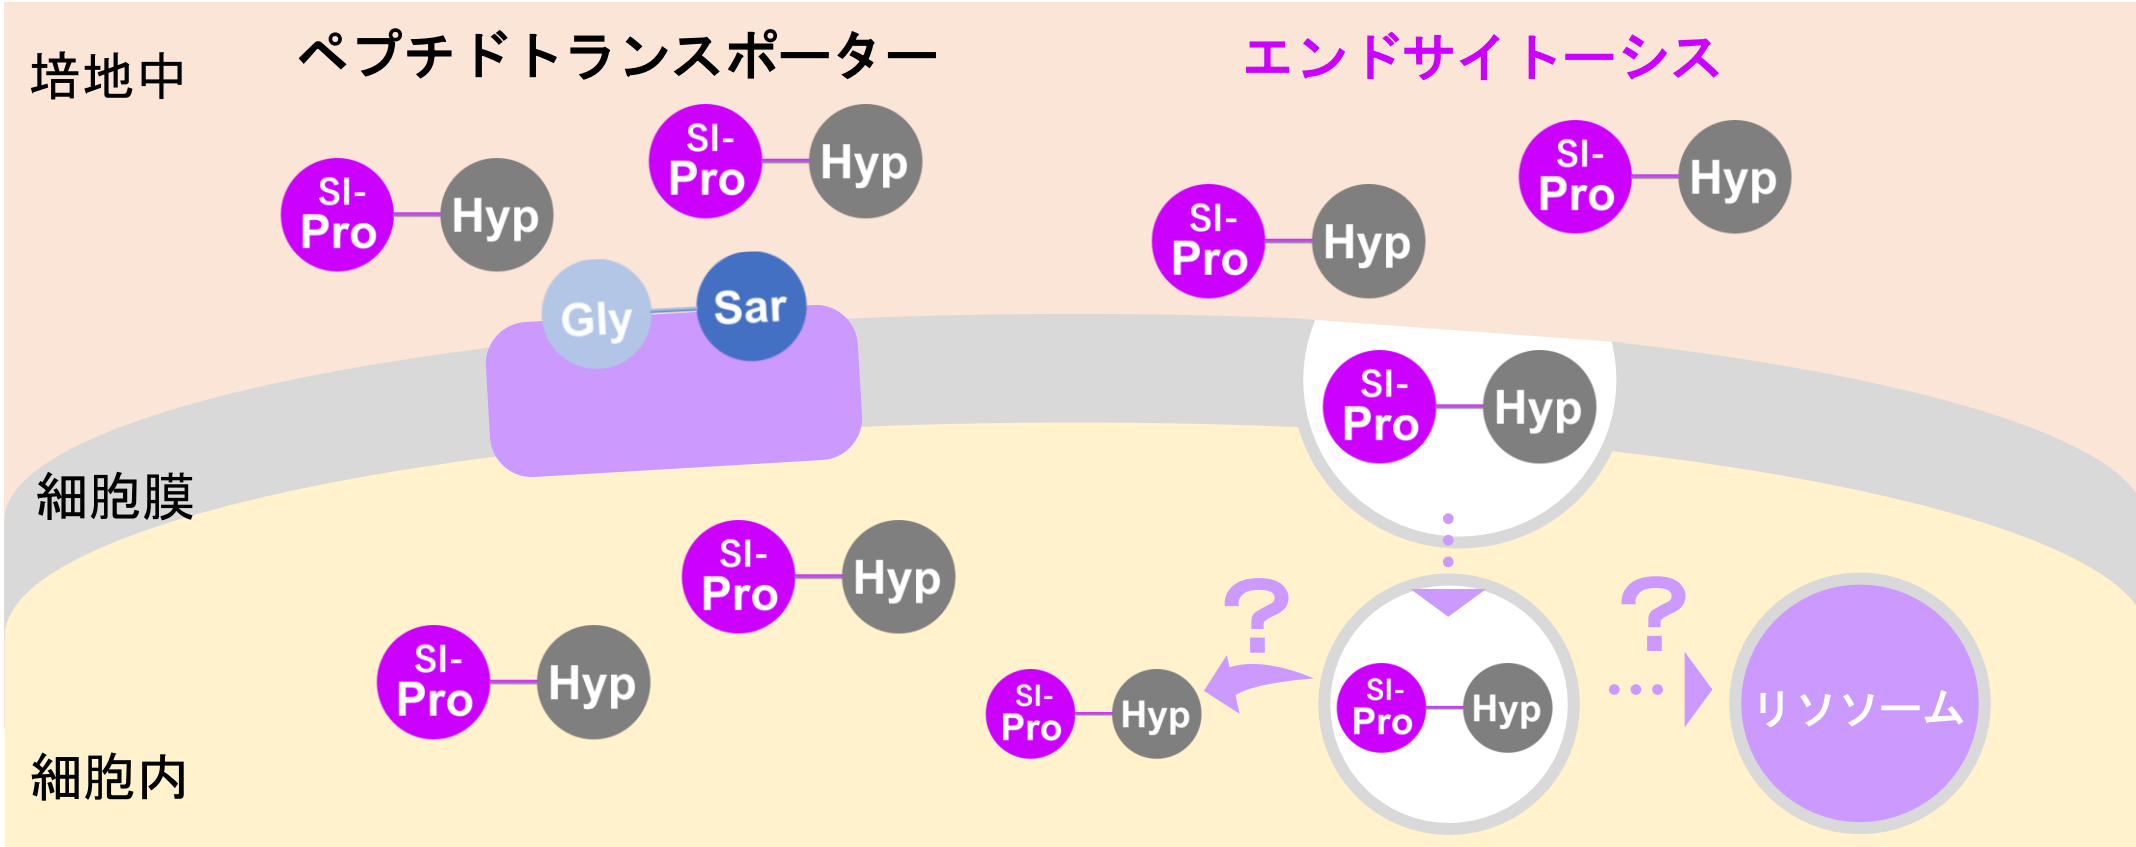 培地中
ペプチドトランスポーター
エンドサイトーシス
SI-
Pro
Hyp
SI-
Pro
Hyp
SI-
Pro
Hyp
SI-
Pro
Hyp
Gly
Sar
SI-
Pro
Hyp
細胞膜
SI-
Pro
Hyp
SI-
Pro
Hyp
?
?
SI-
Pro
Hyp
SI-
Pro
Hyp
リソソーム
細胞内